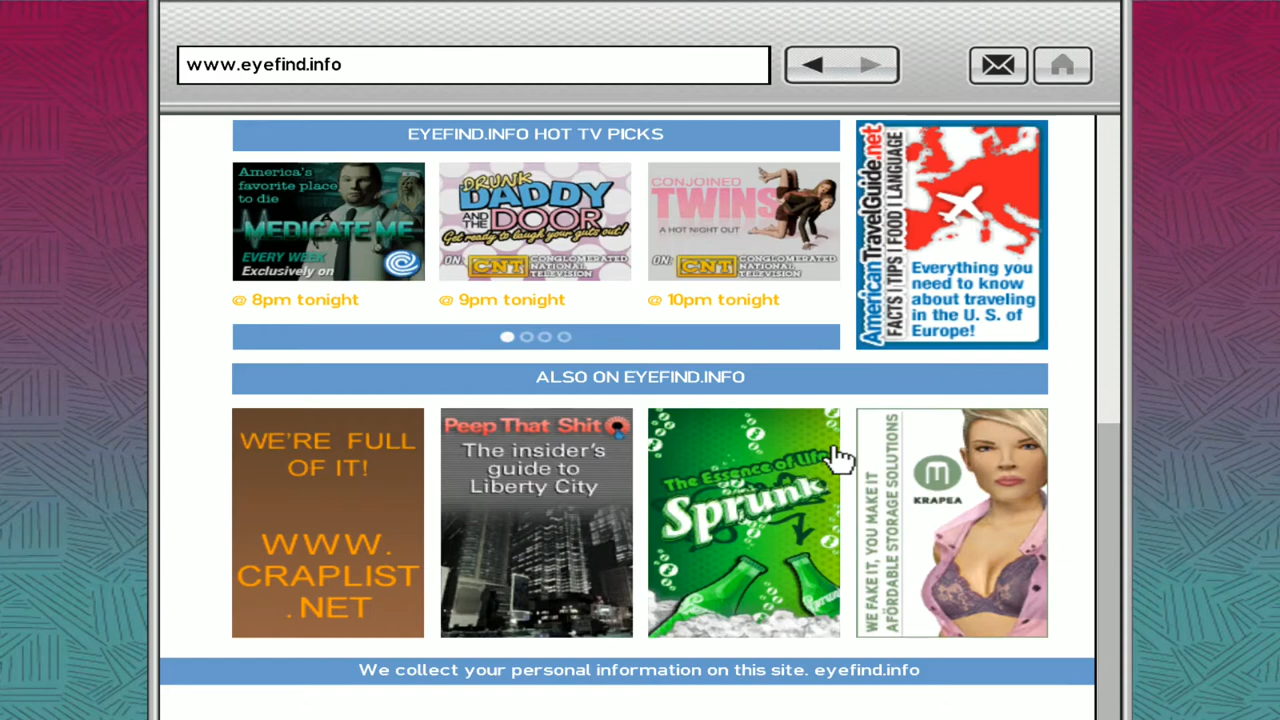 www.eyefind.info
EYEFIND.INFO HOT TV PICKS
America's
favorite place
to die
MEDICATE ME
EVERY WEEK
Exclusively on
@ 8pm tonight
DRUNK
DADDY
AND THE DOOR
Get ready to laugh your guts out!
ON: CNT CONGLOMERATED
NATIONAL
TELEVISION
@ 9pm tonight
CONJOINED
TWINS
A HOT NIGHT OUT
ON: CNT CONGLOMERATED
NATIONAL
TELEVISION
@ 10pm tonight
AmericanTravelGuide.net
FACTS | TIPS | FOOD | LANGUAGE
Everything you
need to know
about traveling
in the U. S. of
Europe!
ALSO ON EYEFIND.INFO
WE'RE FULL
OF IT!
WWW.
CRAPLIST
.NET
Peep That Shit
The insider's
guide to
Liberty City
The Essence of Life
Sprunk
Sprunk
WE FAKE IT, YOU MAKE IT
AFÖRDABLE STORAGE SOLUTIONS
KRAPEA
We collect your personal information on this site. eyefind.info